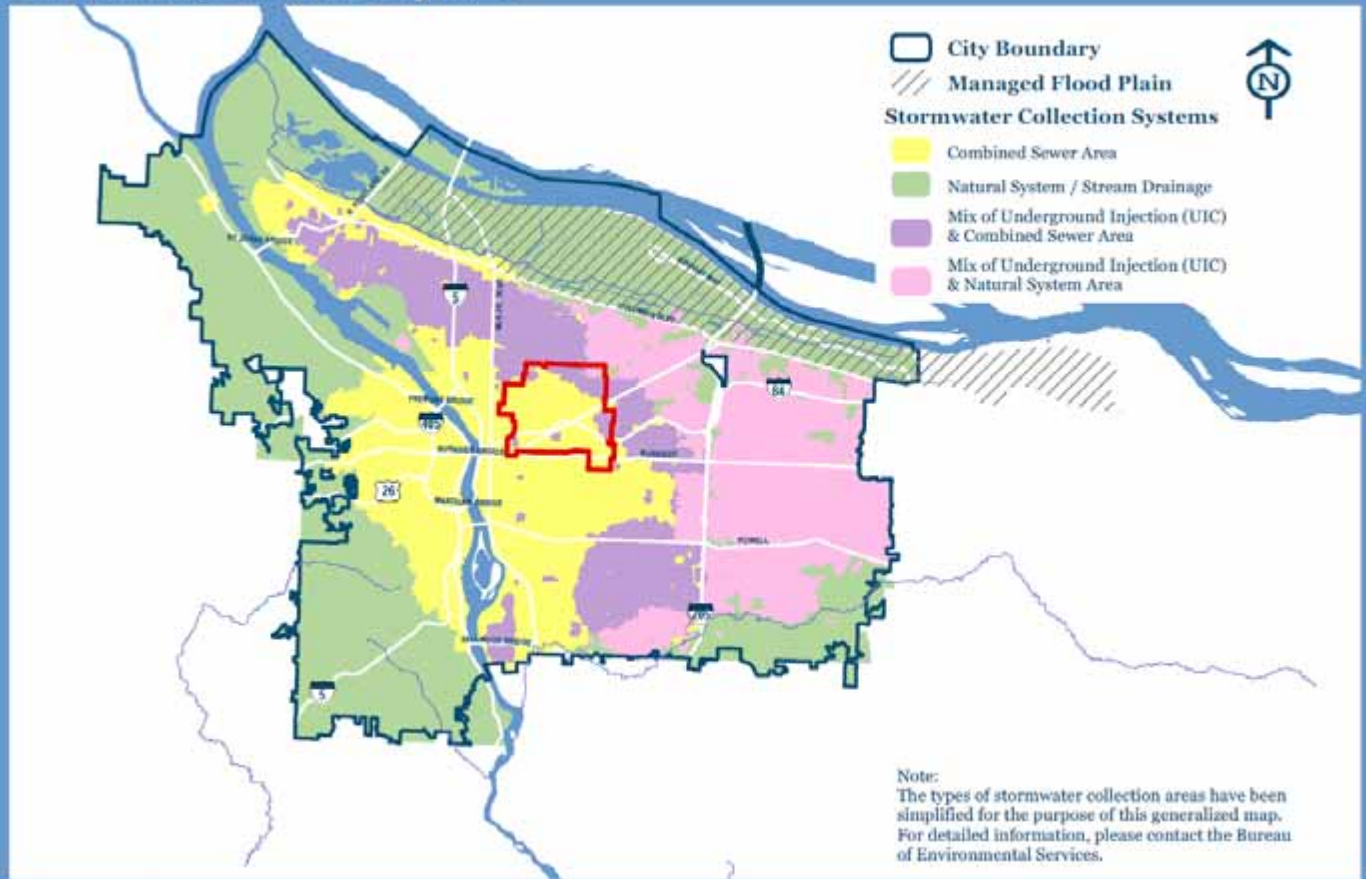 City Boundary
Managed Flood Plain
Stormwater Collection Systems
Combined Sewer Area
Natural System / Stream Drainage
Mix of Underground Injection (UIC)
& Combined Sewer Area
Mix of Underground Injection (UIC)
& Natural System Area
N
5
84
405
BURNSIDE
26
POWELL
205
5
Note:
The types of stormwater collection areas have been
simplified for the purpose of this generalized map.
For detailed information, please contact the Bureau
of Environmental Services.